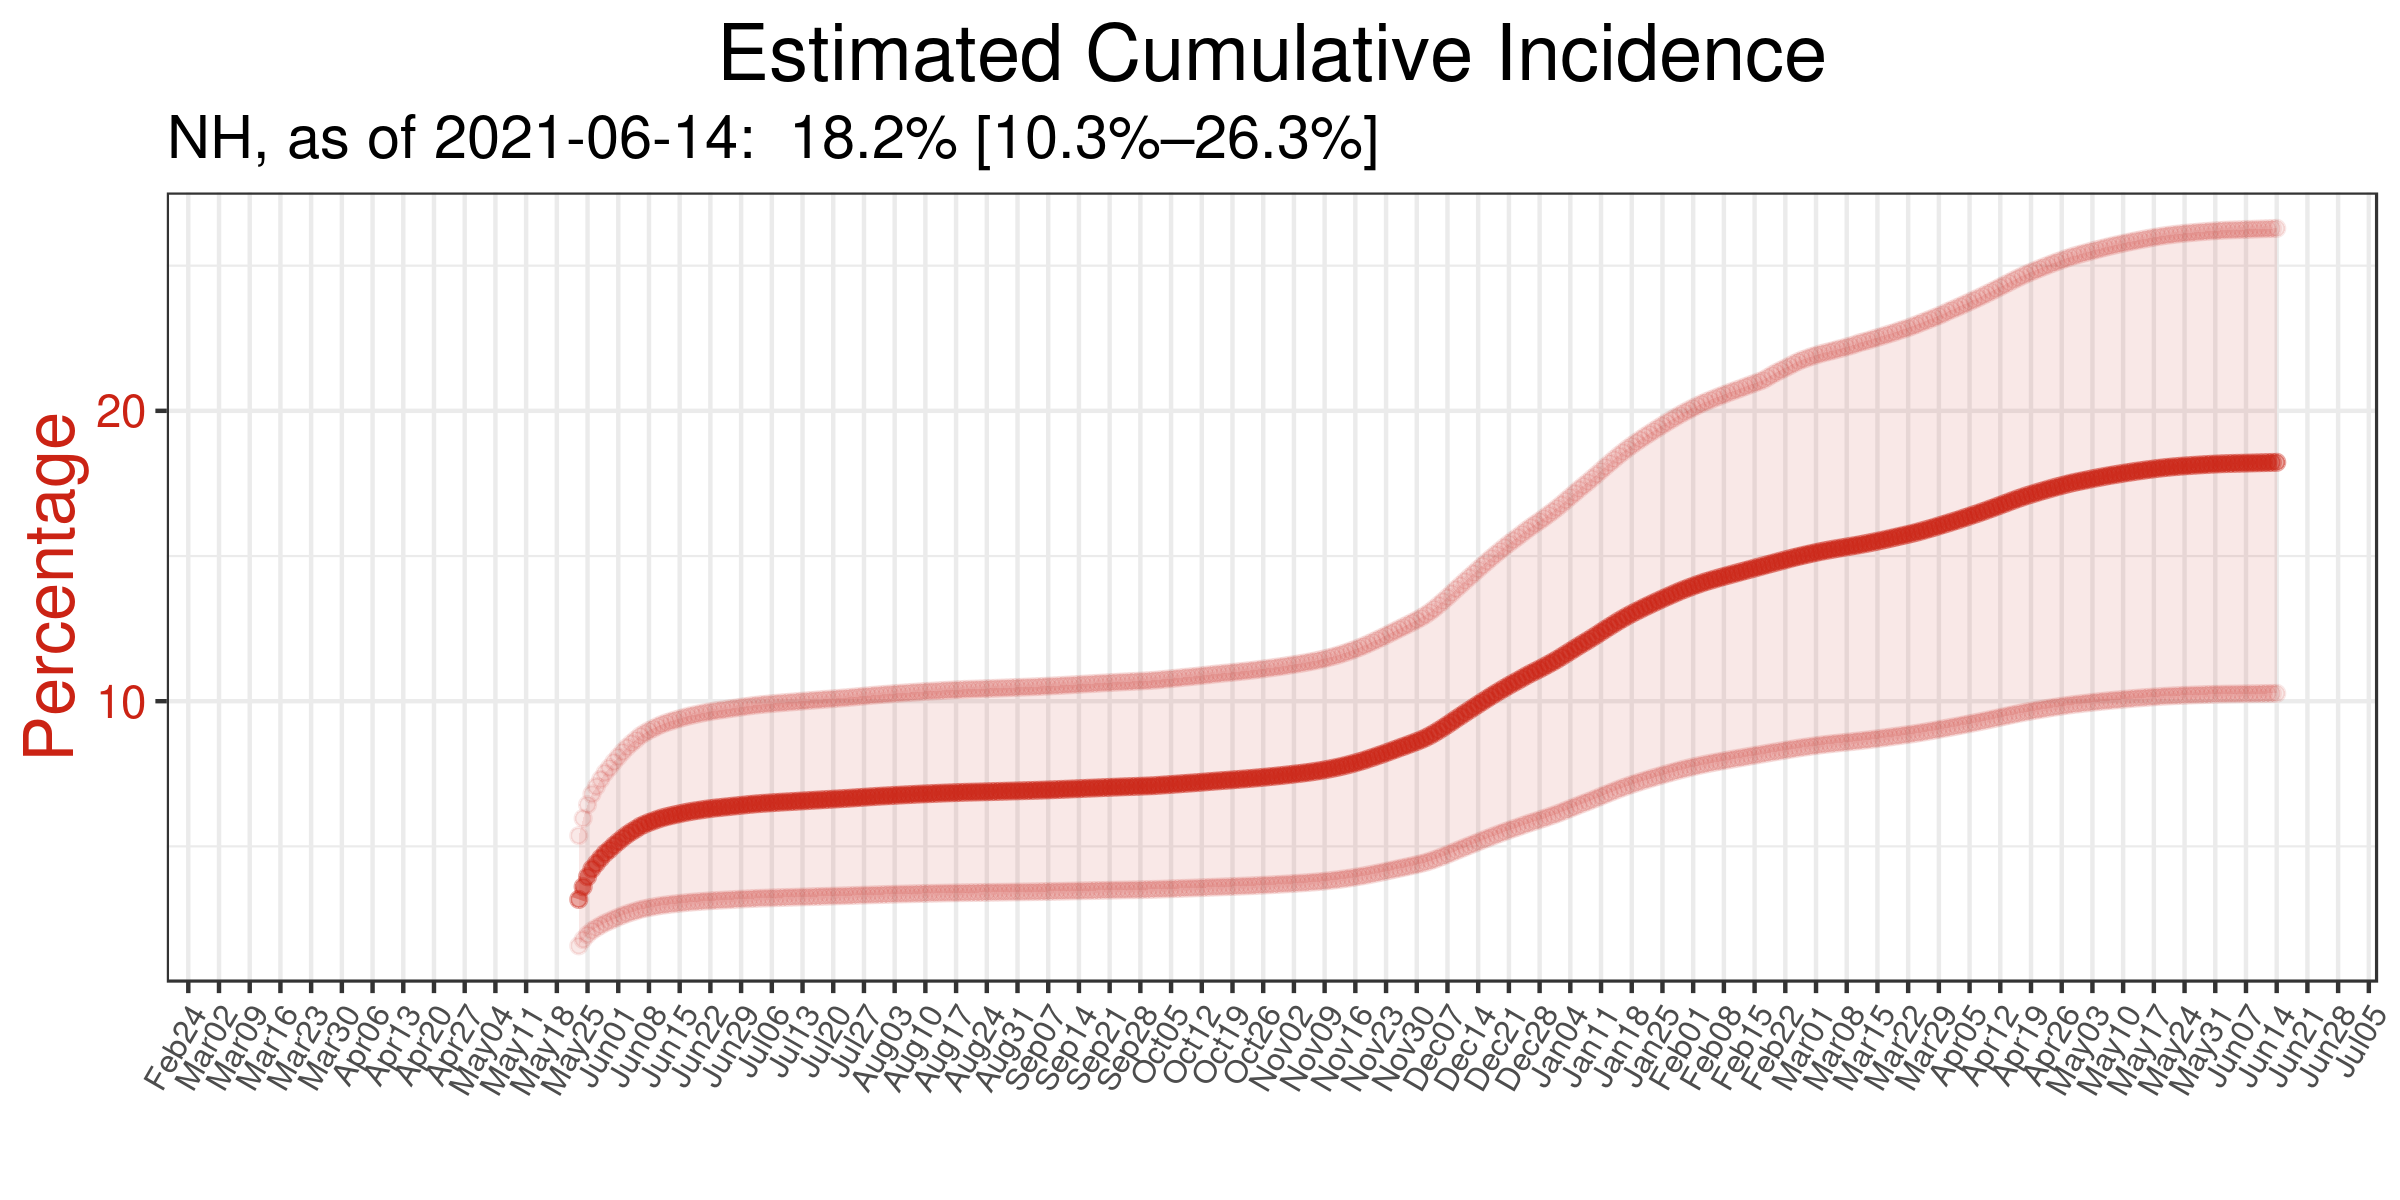 Estimated Cumulative Incidence
NH, as of 2021-06-14:  18.2% [10.3%–26.3%]
Percentage
20
10
Feb24
Mar02
Mar09
Mar16
Mar23
Mar30
Apr06
Apr13
Apr20
Apr27
May04
May11
May18
May25
Jun01
Jun08
Jun15
Jun22
Jun29
Jul06
Jul13
Jul20
Jul27
Aug03
Aug10
Aug17
Aug24
Aug31
Sep07
Sep14
Sep21
Sep28
Oct05
Oct12
Oct19
Oct26
Nov02
Nov09
Nov16
Nov23
Nov30
Dec07
Dec14
Dec21
Dec28
Jan04
Jan11
Jan18
Jan25
Feb01
Feb08
Feb15
Feb22
Mar01
Mar08
Mar15
Mar22
Mar29
Apr05
Apr12
Apr19
Apr26
May03
May10
May17
May24
May31
Jun07
Jun14
Jun21
Jun28
Jul05